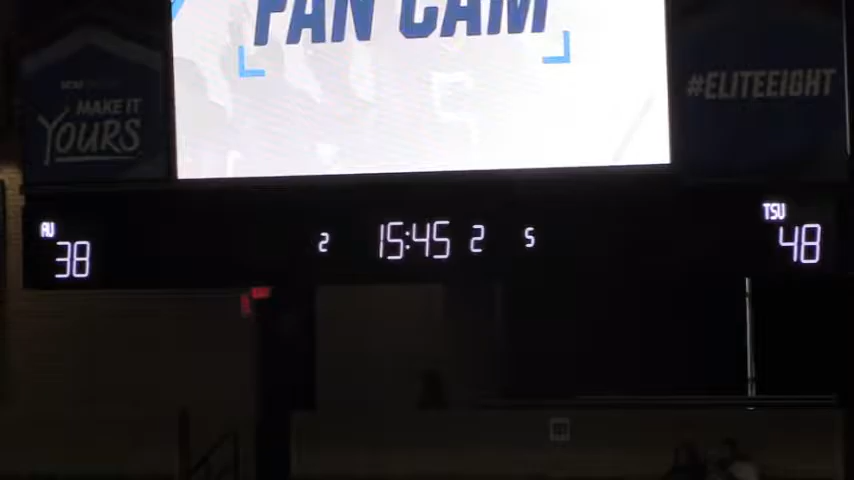 FAN CAM
MAKE IT
YOURS
#ELITEEIGHT
AU
38
2
15:45
2
5
TSU
48